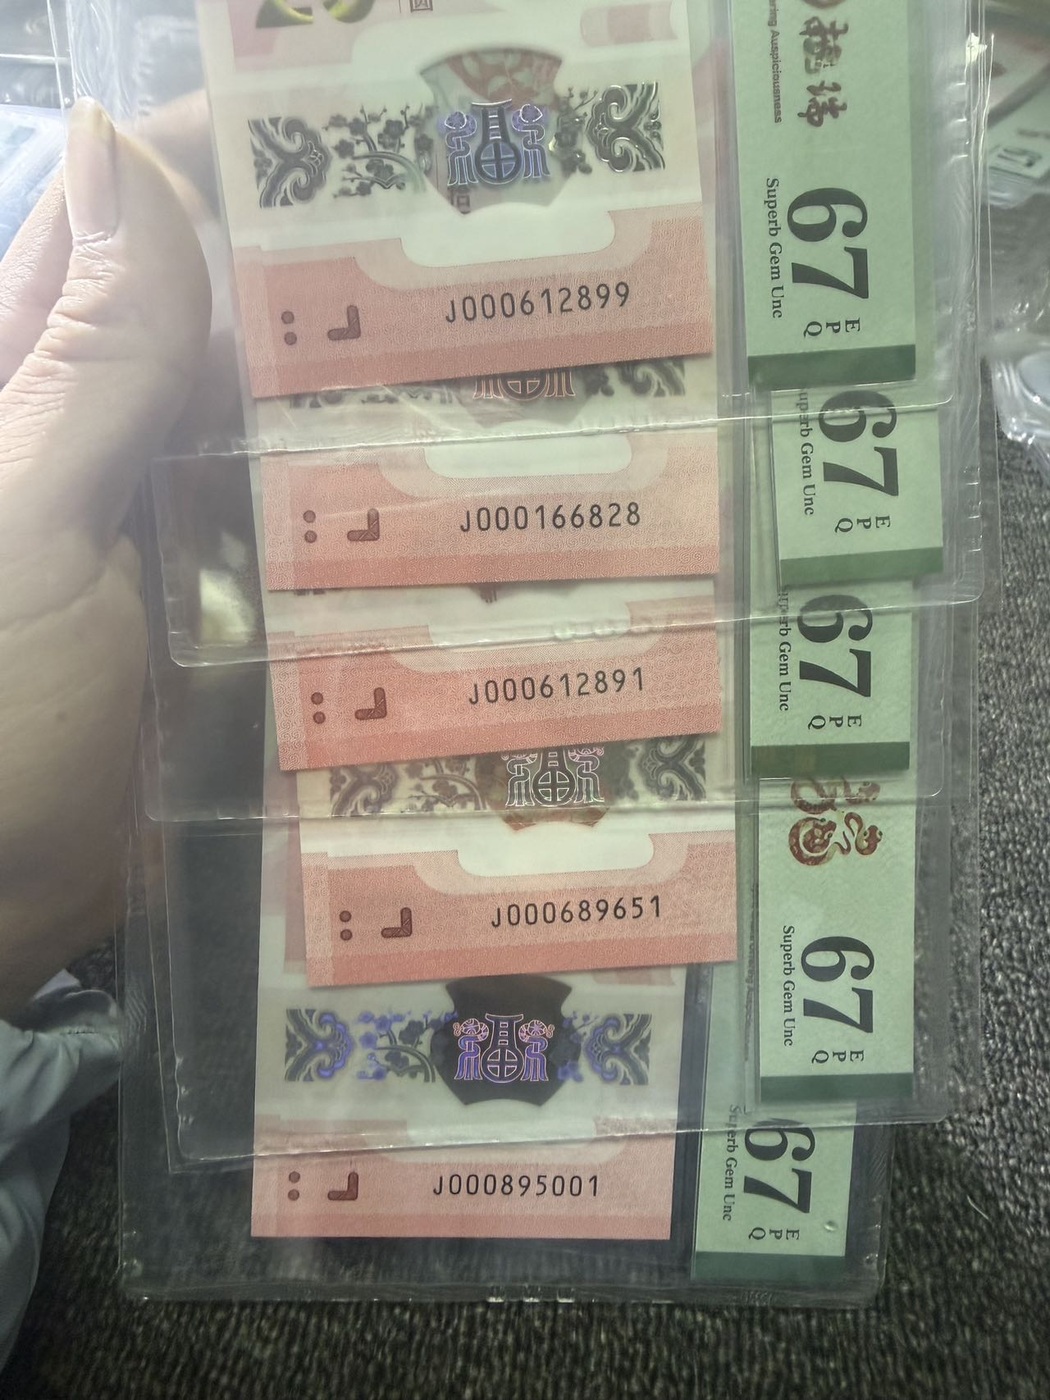 J000612899
67
EPQ
Superb Gem Unc
J000166828
67
EPQ
Superb Gem Unc
J000612891
67
EPQ
Superb Gem Unc
J000689651
67
EPQ
Superb Gem Unc
J000895001
67
EPQ
Superb Gem Unc